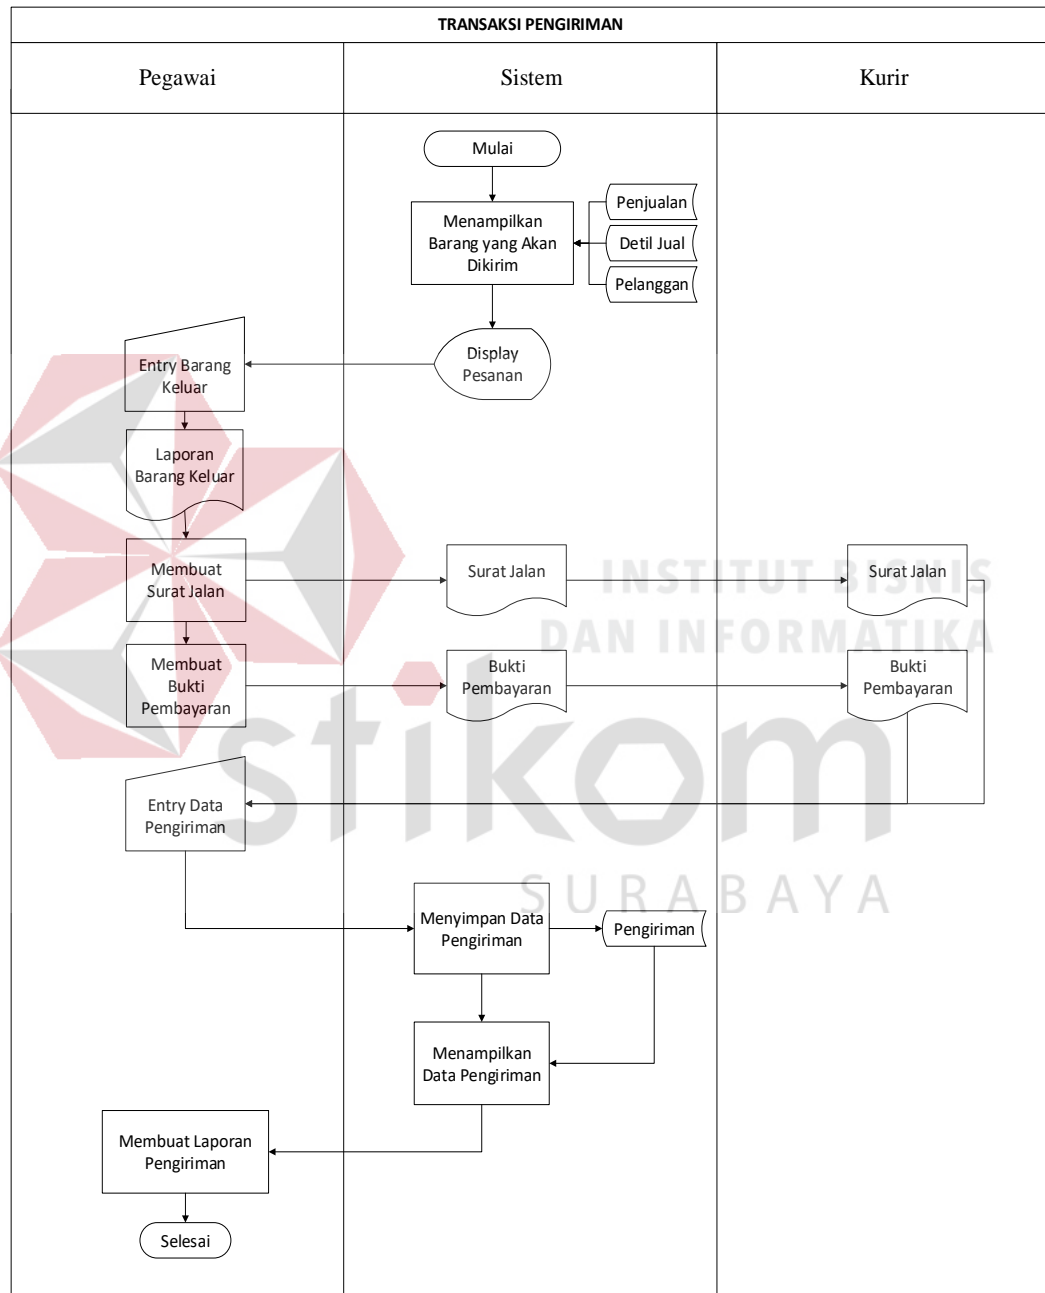 TRANSAKSI PENGIRIMAN
Pegawai
Sistem
Kurir
Mulai
Menampilkan
Barang yang Akan
Dikirim
Penjualan
Detil Jual
Pelanggan
Display
Pesanan
Entry Barang
Keluar
Laporan
Barang Keluar
Membuat
Surat Jalan
Surat Jalan
Surat Jalan
INSTITUT BISNIS
DAN INFORMATIKA
Membuat
Bukti
Pembayaran
Bukti
Pembayaran
Bukti
Pembayaran
stikom
SURABAYA
Entry Data
Pengiriman
Menyimpan Data
Pengiriman
Pengiriman
Menampilkan
Data Pengiriman
Membuat Laporan
Pengiriman
Selesai